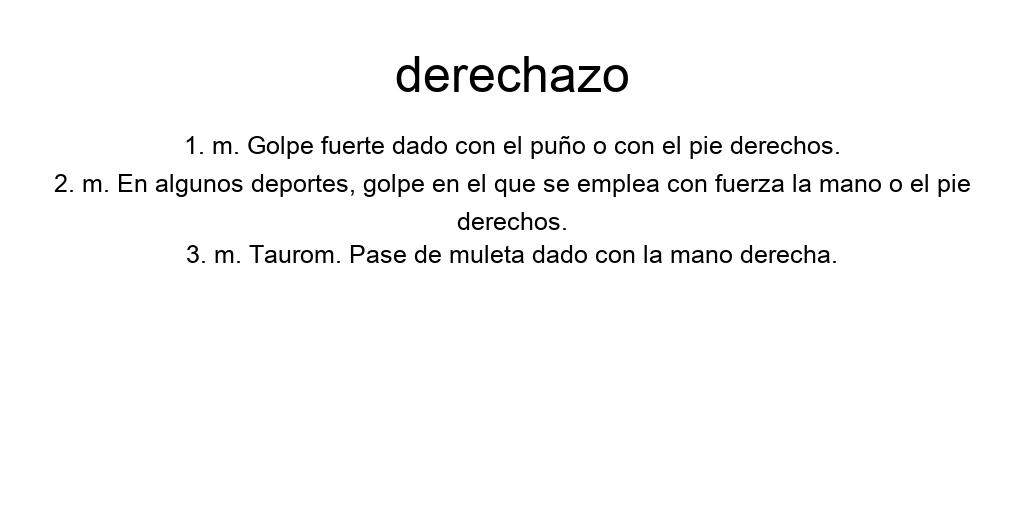 derechazo
1. m. Golpe fuerte dado con el puño o con el pie derechos.
2. m. En algunos deportes, golpe en el que se emplea con fuerza la mano o el pie
derechos.
3. m. Taurom. Pase de muleta dado con la mano derecha.